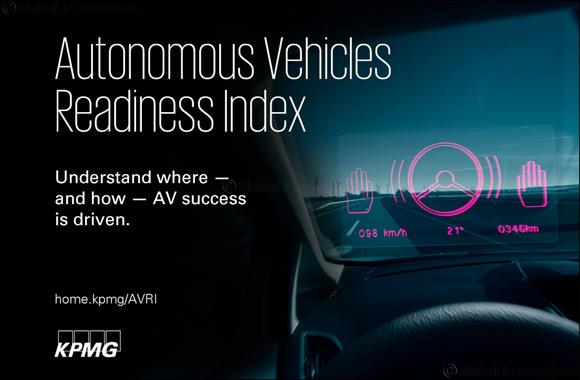 Autonomous Vehicles
Readiness Index
Understand where —
and how — AV success
is driven.
098 km/h
21°
0346km
home.kpmg/AVRI
KPMG